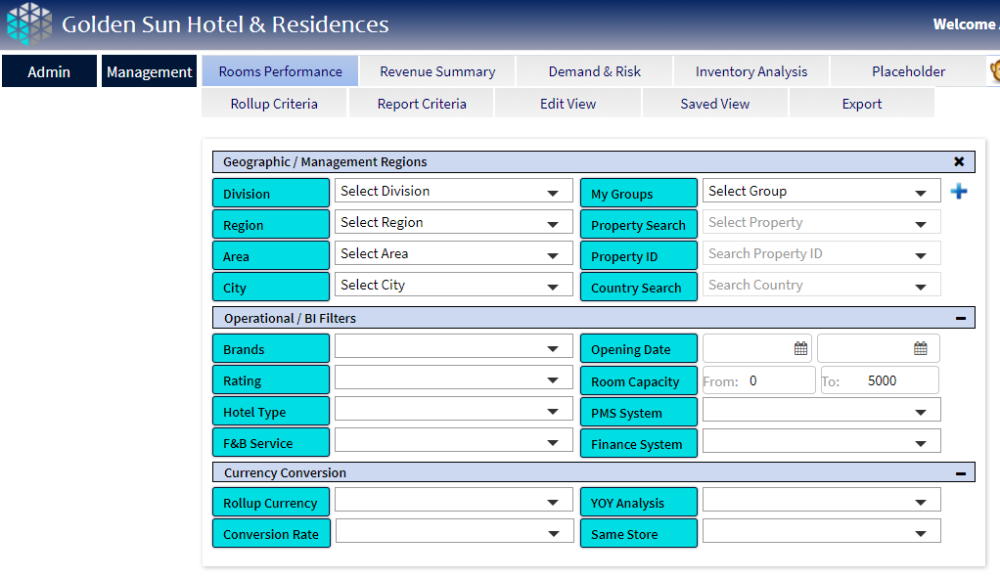 Golden Sun Hotel & Residences
Welcome
Admin Management Rooms Performance Revenue Summary Demand & Risk Inventory Analysis Placeholder
Rollup Criteria Report Criteria Edit View Saved View Export
Geographic / Management Regions
Division Select Division My Groups Select Group
Region Select Region Property Search Select Property
Area Select Area Property ID Search Property ID
City Select City Country Search Search Country
Operational / BI Filters
Brands Opening Date
Rating Room Capacity From: 0 To: 5000
Hotel Type PMS System
F&B Service Finance System
Currency Conversion
Rollup Currency YOY Analysis
Conversion Rate Same Store